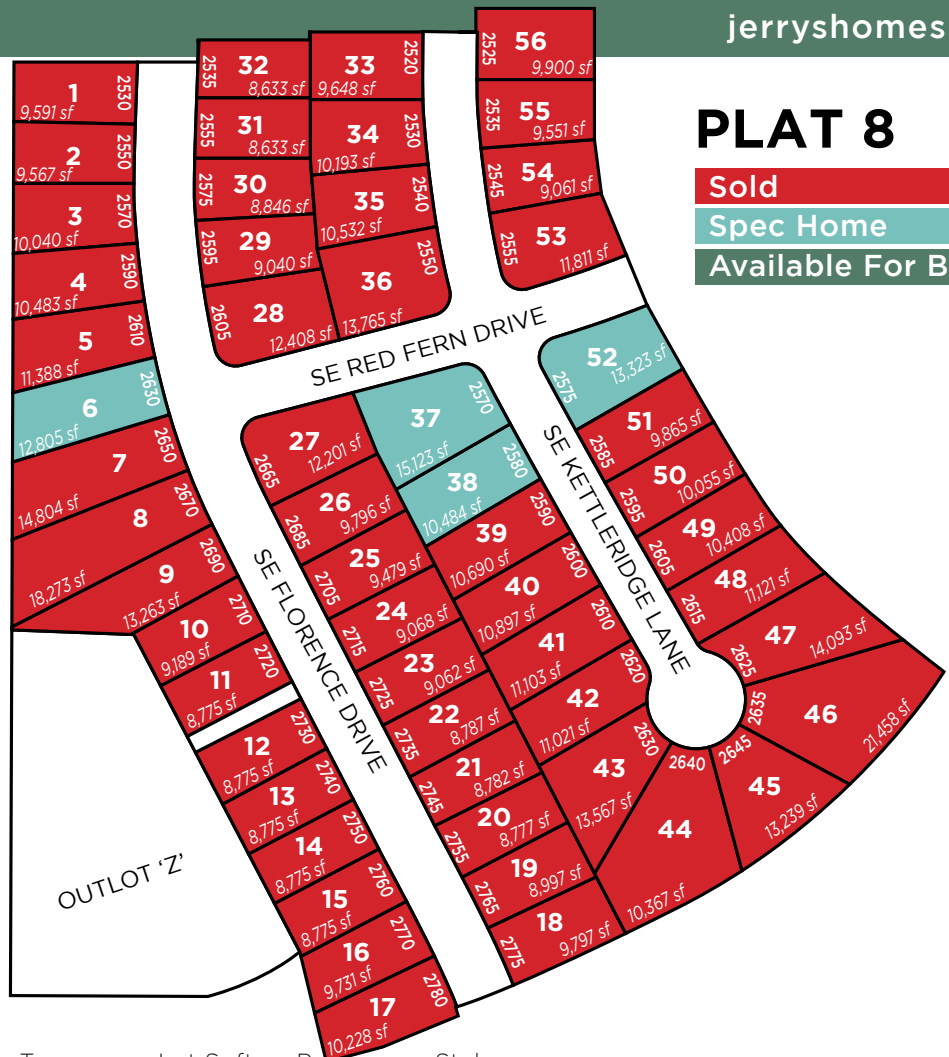 jerryshomes
PLAT 8
Sold
Spec Home
Available For B
1
2530
9,591 sf
2
2550
9,567 sf
3
2570
10,040 sf
4
2590
10,483 sf
5
2610
11,388 sf
6
2630
12,805 sf
7
2650
14,804 sf
8
2670
18,273 sf
9
2690
13,263 sf
10
2710
9,189 sf
11
2720
8,775 sf
12
2730
8,775 sf
13
2740
8,775 sf
14
2750
8,775 sf
15
2760
8,775 sf
16
2770
9,731 sf
17
2780
10,228 sf
OUTLOT ‘Z’
32
2535
8,633 sf
31
2555
8,633 sf
30
2575
8,846 sf
29
2595
9,040 sf
28
2605
12,408 sf
33
2520
9,648 sf
34
2530
10,193 sf
35
2540
10,532 sf
36
2550
13,765 sf
56
2525
9,900 sf
55
2535
9,551 sf
54
2545
9,061 sf
53
2555
11,811 sf
SE RED FERN DRIVE
SE FLORENCE DRIVE
SE KETTLERIDGE LANE
27
2665
12,201 sf
26
2685
9,796 sf
25
2705
9,479 sf
24
2715
9,068 sf
23
2725
9,062 sf
22
2735
8,787 sf
21
2745
8,782 sf
20
2755
8,777 sf
19
2765
8,997 sf
18
2775
9,797 sf
37
2570
15,123 sf
38
2580
10,484 sf
39
2590
10,690 sf
40
2600
10,897 sf
41
2610
11,103 sf
42
2620
11,021 sf
43
2630
13,567 sf
44
2640
10,367 sf
45
2645
13,239 sf
46
2635
21,458 sf
47
2625
14,093 sf
48
2615
11,121 sf
49
2605
10,408 sf
50
2595
10,055 sf
51
2585
9,865 sf
52
2575
13,323 sf